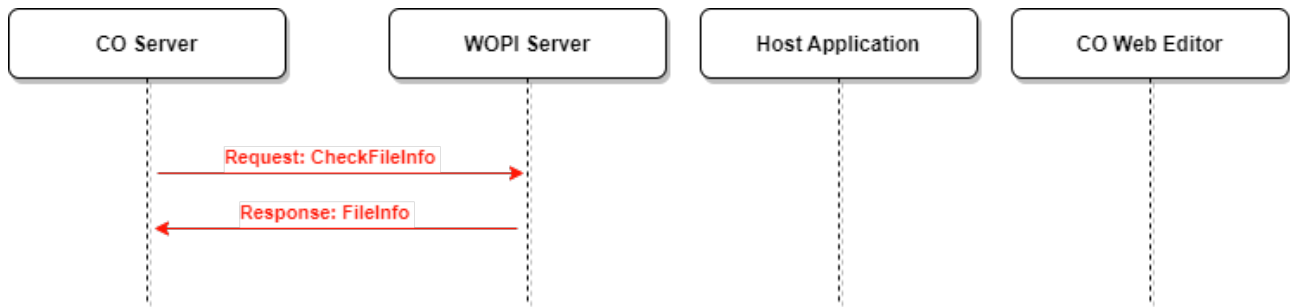 CO Server
WOPI Server
Host Application
CO Web Editor
Request: CheckFileInfo
Response: FileInfo